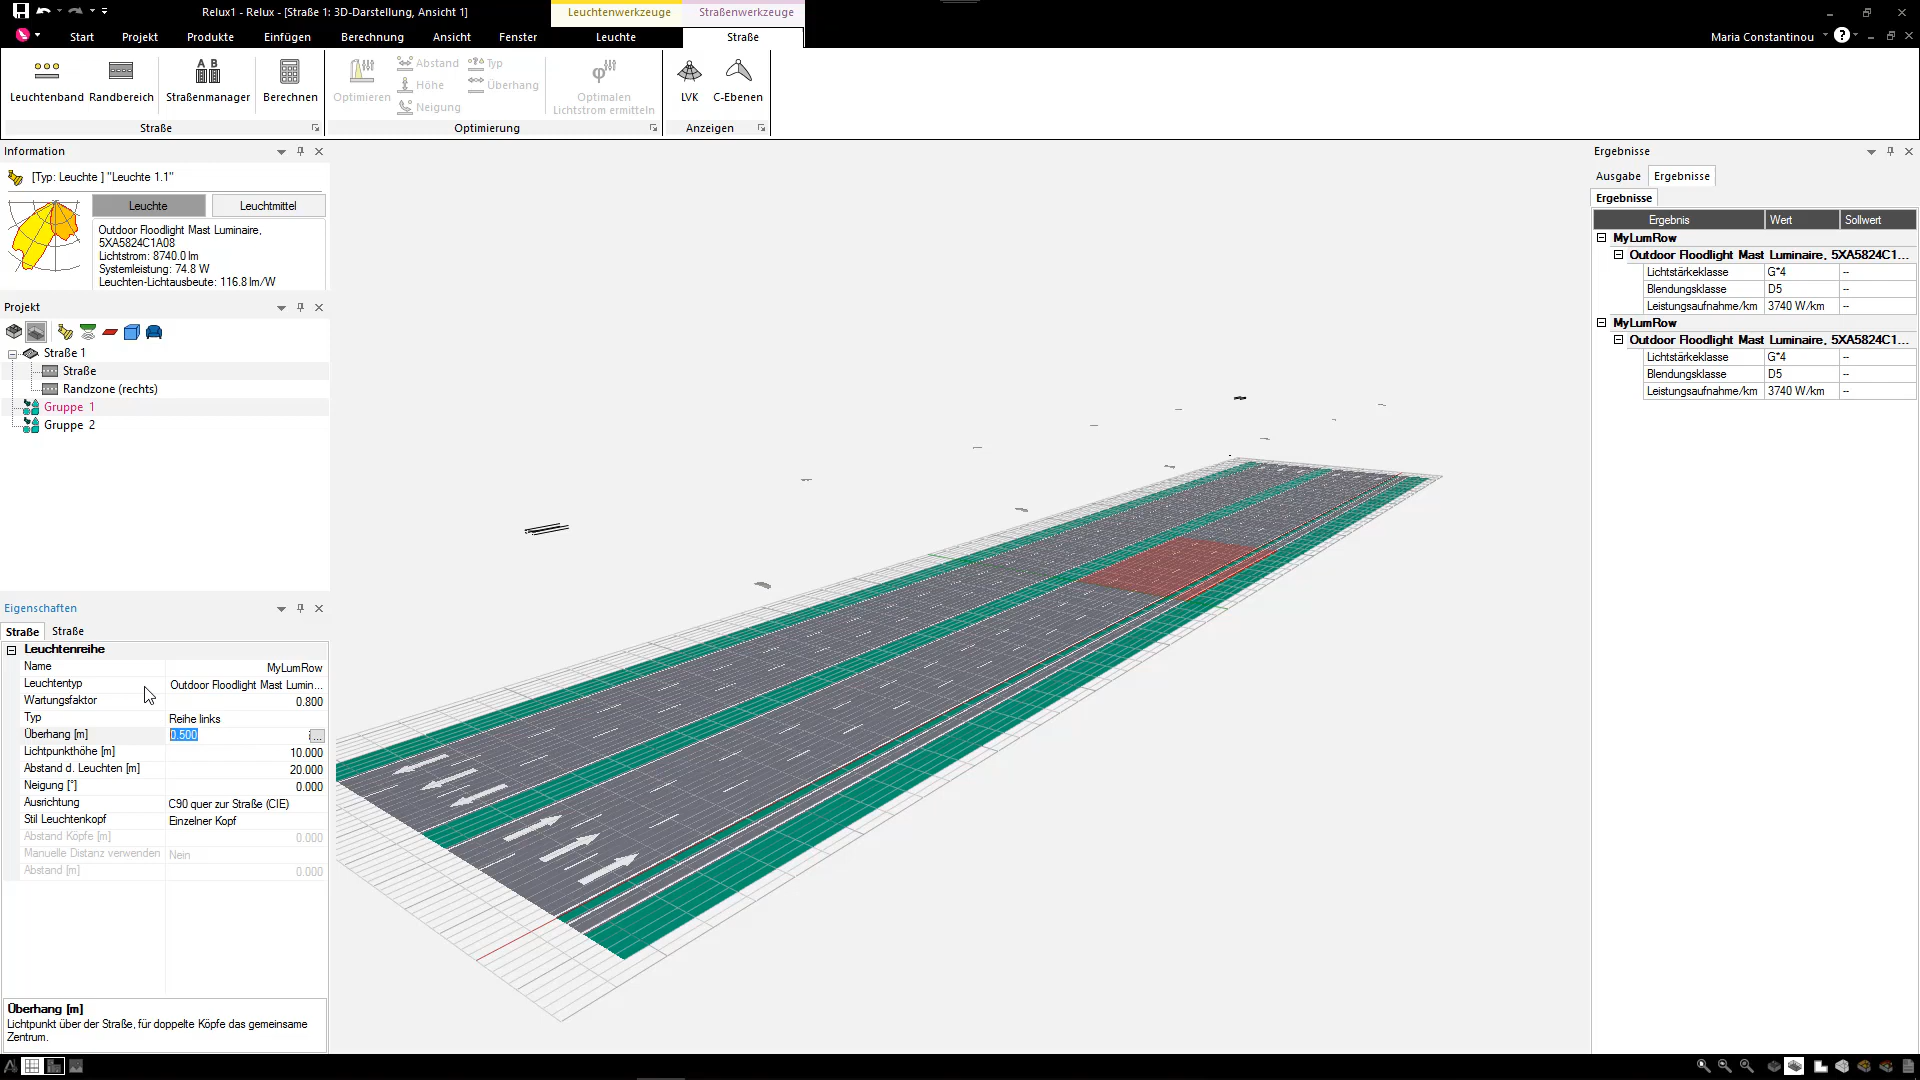 Relux1 - Relux - [Straße 1: 3D-Darstellung, Ansicht 1]
Leuchtenwerkzeuge
Straßenwerkzeuge
Start
Projekt
Produkte
Einfügen
Berechnung
Ansicht
Fenster
Leuchte
Straße
Maria Constantinou
Leuchtenband
Randbereich
A B
Straßenmanager
Berechnen
Straße
Optimieren
Abstand
Höhe
Neigung
Typ
Überhang
Optimalen
Lichtstrom ermitteln
Optimierung
LVK
C-Ebenen
Anzeigen
Information
[Typ: Leuchte ] "Leuchte 1.1"
Leuchte
Leuchtmittel
Outdoor Floodlight Mast Luminaire,
5XA5824C1A08
Lichtstrom: 8740.0 lm
Systemleistung: 74.8 W
Leuchten-Lichtausbeute: 116.8 lm/W
Projekt
Straße 1
Straße
Randzone (rechts)
Gruppe 1
Gruppe 2
Eigenschaften
Straße
Straße
Leuchtenreihe
Name MyLumRow
Leuchtentyp Outdoor Floodlight Mast Lumin...
Wartungsfaktor 0.800
Typ Reihe links
Überhang [m] 0.500 ...
Lichtpunkthöhe [m] 10.000
Abstand d. Leuchten [m] 20.000
Neigung [°] 0.000
Ausrichtung C90 quer zur Straße (CIE)
Stil Leuchtenkopf Einzelner Kopf
Abstand Köpfe [m] 0.000
Manuelle Distanz verwenden Nein
Abstand [m] 0.000
Überhang [m]
Lichtpunkt über der Straße, für doppelte Köpfe das gemeinsame
Zentrum.
Ergebnisse
Ausgabe
Ergebnisse
Ergebnisse
Ergebnis Wert Sollwert
MyLumRow
Outdoor Floodlight Mast Luminaire, 5XA5824C1...
Lichtstärkeklasse G*4 --
Blendungsklasse D5 --
Leistungsaufnahme/km 3740 W/km --
MyLumRow
Outdoor Floodlight Mast Luminaire, 5XA5824C1...
Lichtstärkeklasse G*4 --
Blendungsklasse D5 --
Leistungsaufnahme/km 3740 W/km --